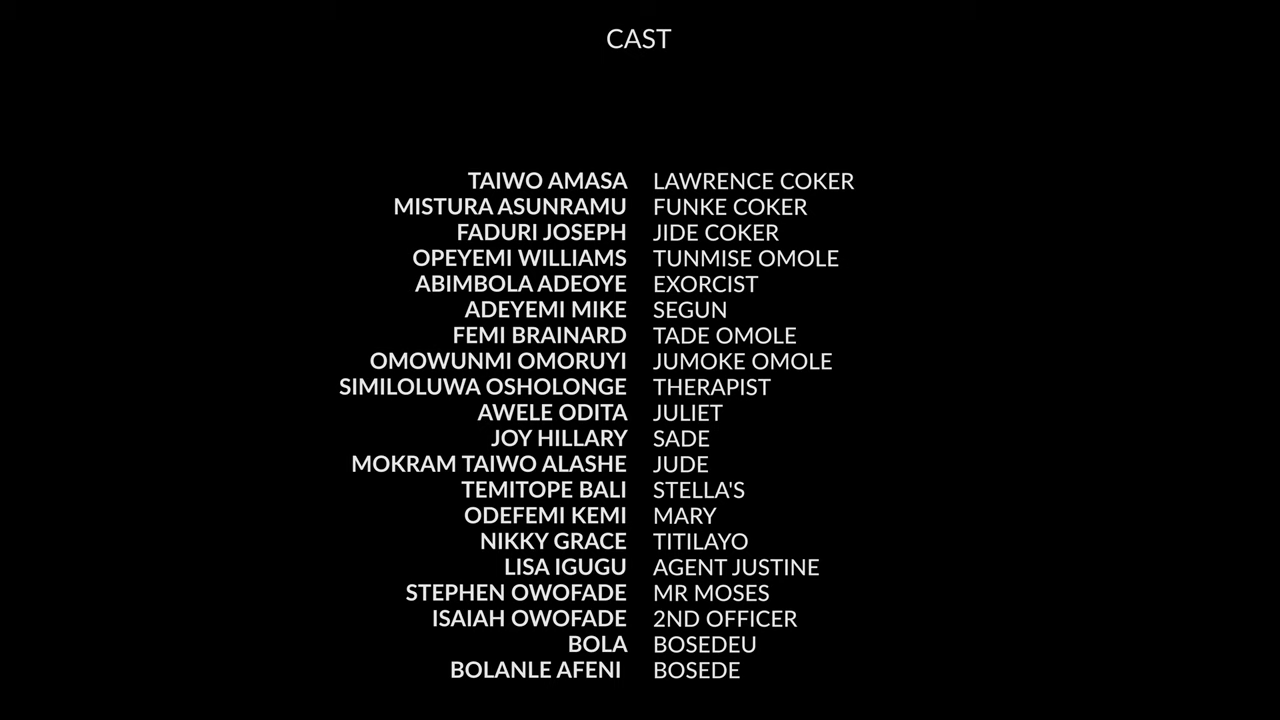 CAST
TAIWO AMASA LAWRENCE COKER
MISTURA ASUNRAMU FUNKE COKER
FADURI JOSEPH JIDE COKER
OPEYEMI WILLIAMS TUNMISE OMOLE
ABIMBOLA ADEOYE EXORCIST
ADEYEMI MIKE SEGUN
FEMI BRAINARD TADE OMOLE
OMOWUNMI OMORUYI JUMOKE OMOLE
SIMILOLUWA OSHOLONGE THERAPIST
AWELE ODITA JULIET
JOY HILLARY SADE
MOKRAM TAIWO ALASHE JUDE
TEMITOPE BALI STELLA'S
ODEFEMI KEMI MARY
NIKKY GRACE TITILAYO
LISA IGUGU AGENT JUSTINE
STEPHEN OWOFADE MR MOSES
ISAIAH OWOFADE 2ND OFFICER
BOLA BOSEDEU
BOLANLE AFENI BOSEDE